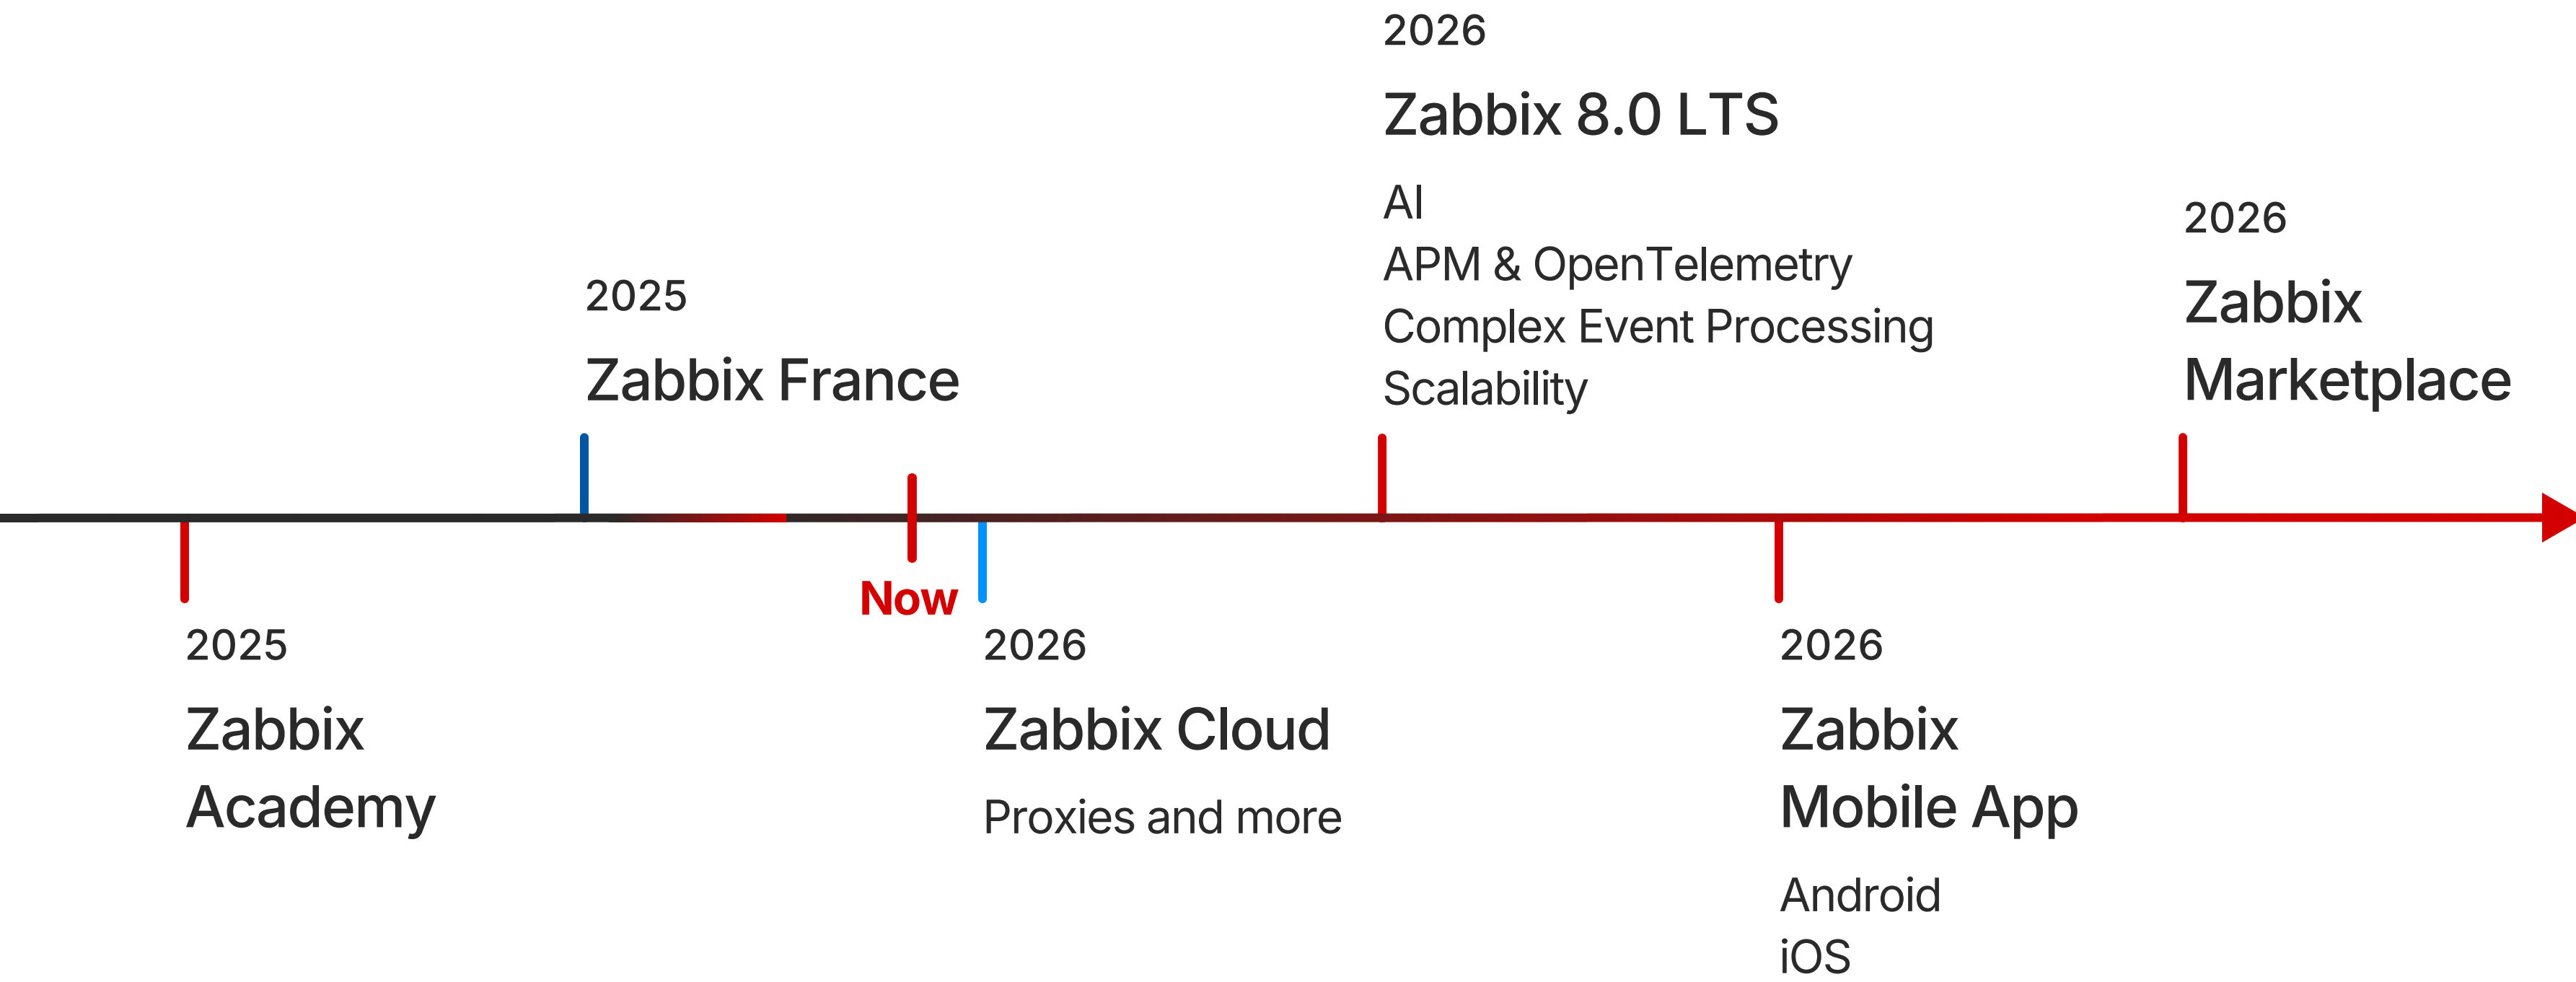 2025
Zabbix
Academy
2025
Zabbix France
Now
2026
Zabbix Cloud
Proxies and more
2026
Zabbix 8.0 LTS
AI
APM & OpenTelemetry
Complex Event Processing
Scalability
2026
Zabbix
Mobile App
Android
iOS
2026
Zabbix
Marketplace